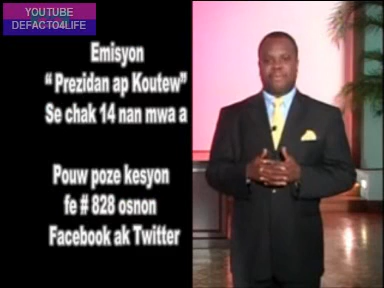 YOUTUBE
DEFACTO4LIFE
Emisyon
“ Prezidan ap Koutew”
Se chak 14 nan mwa a
Pouw poze kesyon
fe # 828 osnon
Facebook ak Twitter